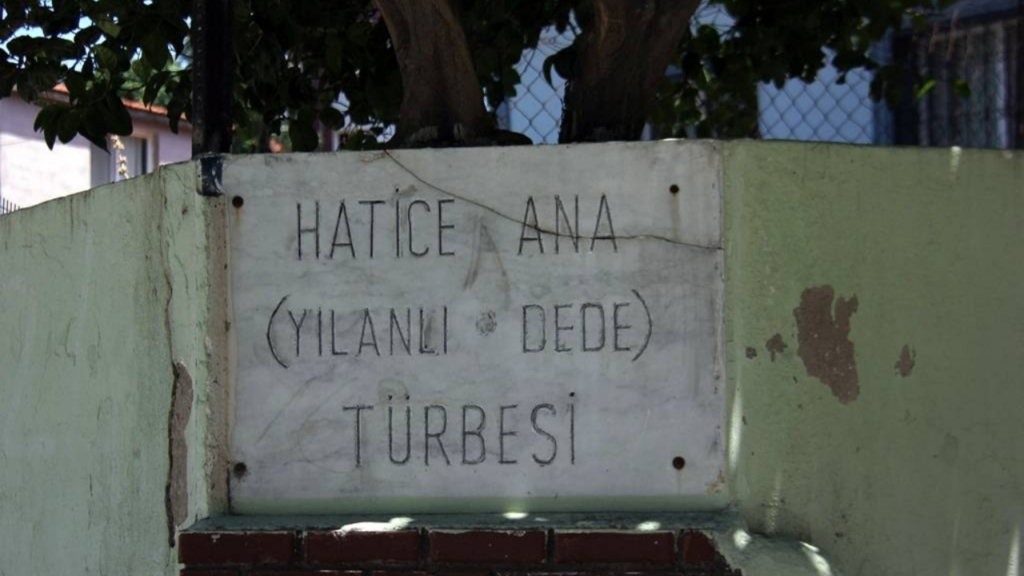 HATİCE ANA
(YILANLI DEDE)
TÜRBESİ